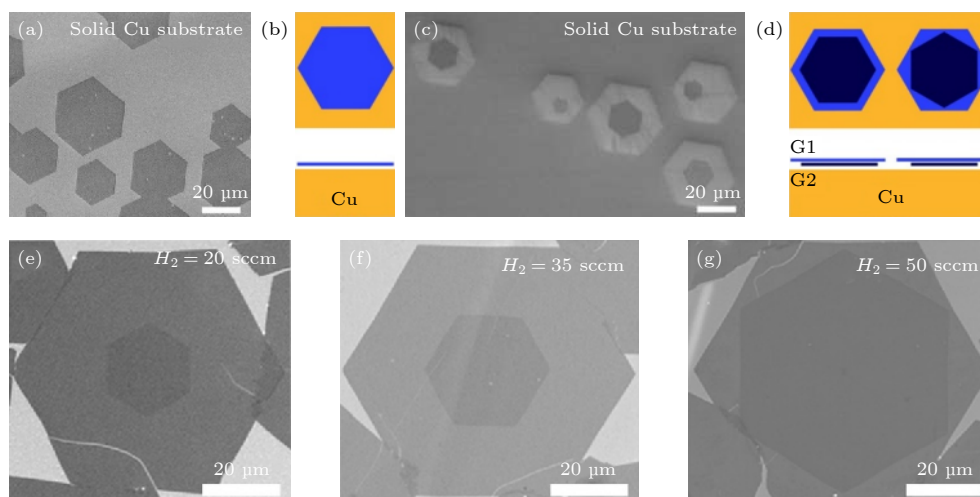 (a) Solid Cu substrate
20 µm
(b)
Cu
(c) Solid Cu substrate
20 µm
(d)
G1
G2
Cu
(e) H₂ = 20 sccm
20 µm
(f) H₂ = 35 sccm
20 µm
(g) H₂ = 50 sccm
20 µm